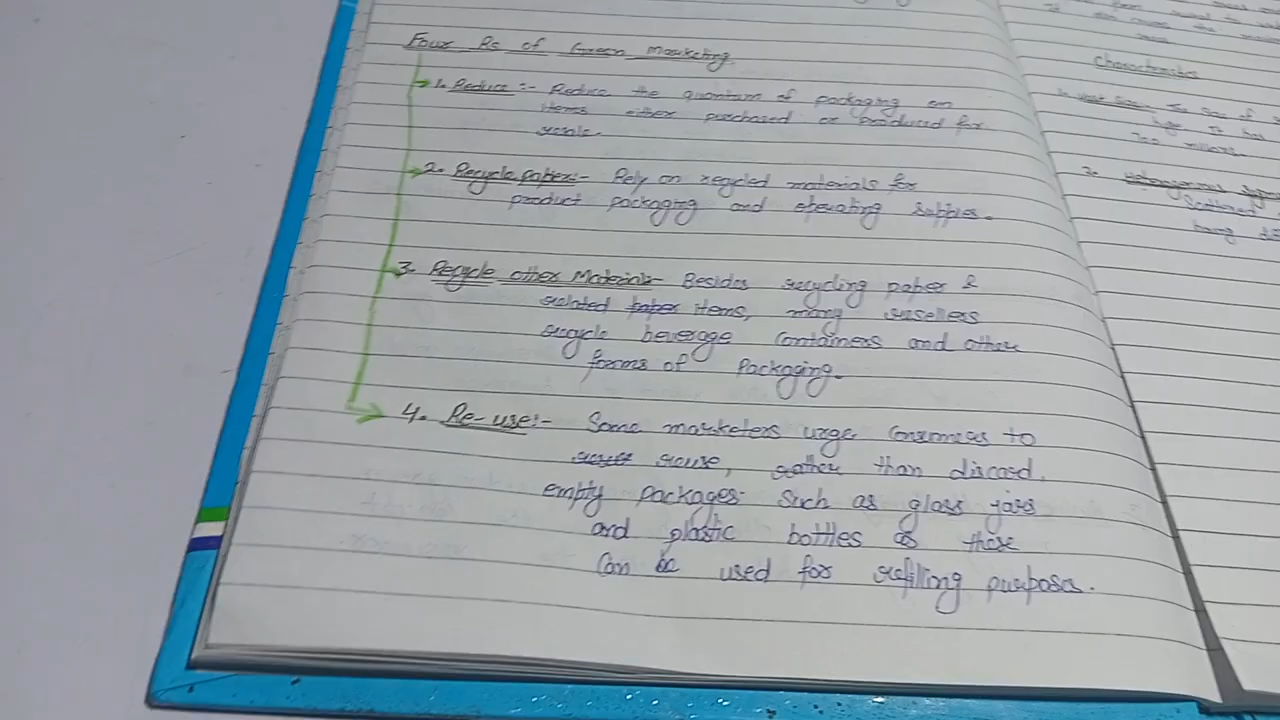 Four Rs of Green Marketing
1. Reduce :- Reduce the quantum of packaging on
items either purchased or produced for
resale.
2. Recycle paper:- Rely on recycled materials for
product packaging and operating supplies.
3. Recycle other Materials:- Besides recycling paper &
related paper items, many resellers
recycle beverage containers and other
forms of Packaging.
4. Re-use:- Some marketers urge consumers to
reuse, rather than discard.
empty packages such as glass jars
and plastic bottles as these
can be used for refilling purposes.
Characteristics